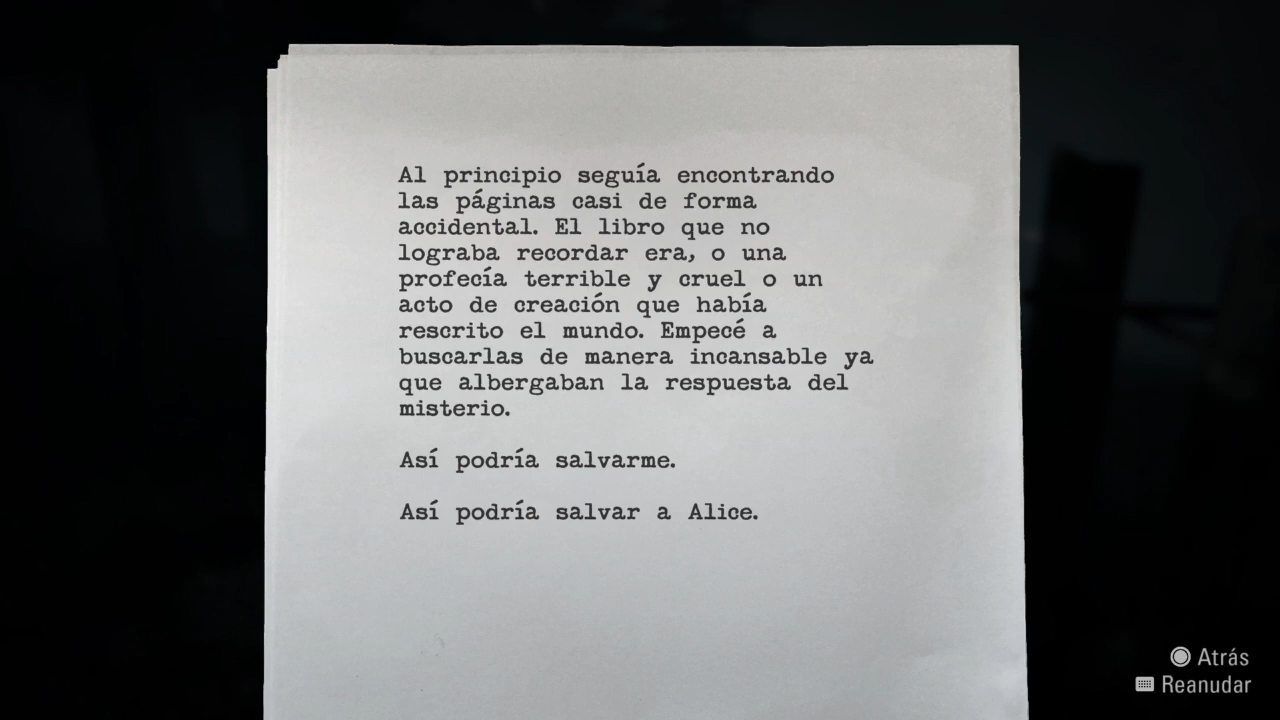 Al principio seguía encontrando
las páginas casi de forma
accidental. El libro que no
lograba recordar era, o una
profecía terrible y cruel o un
acto de creación que había
rescrito el mundo. Empecé a
buscarlas de manera incansable ya
que albergaban la respuesta del
misterio.
Así podría salvarme.
Así podría salvar a Alice.
Atrás
Reanudar